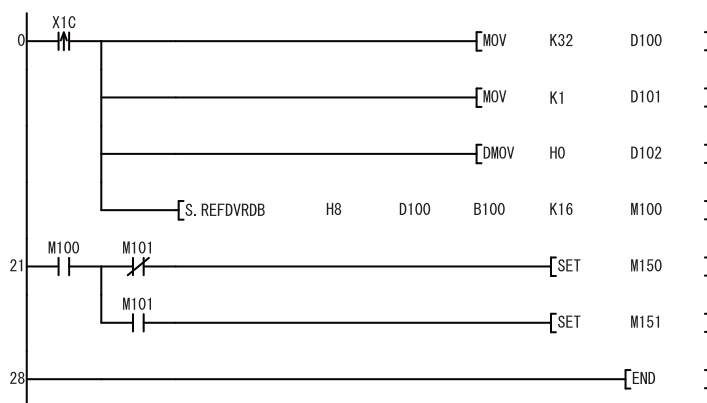 X1C
0 MOV K32 D100
MOV K1 D101
DMOV H0 D102
S.REFDVRDB H8 D100 B100 K16 M100
M100 M101
21 SET M150
M101
SET M151
28 END